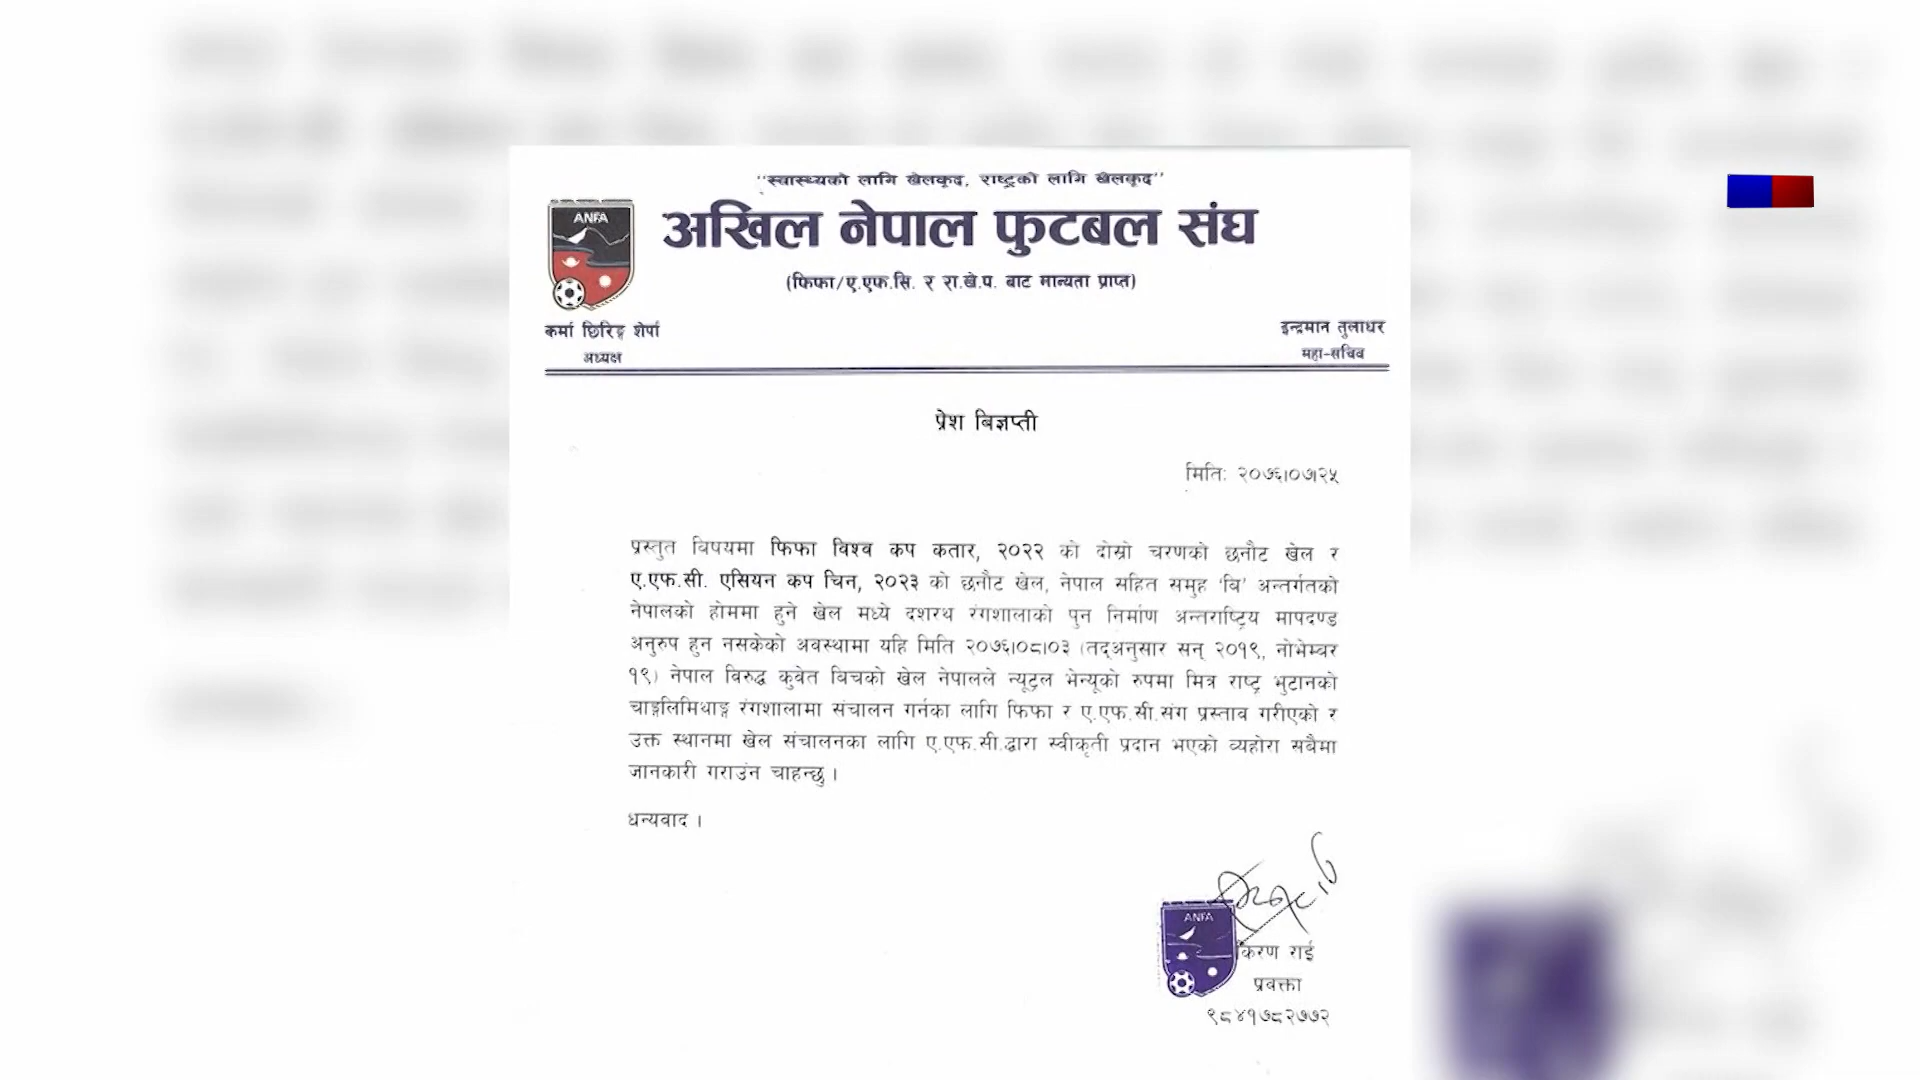 "स्वास्थ्यको लागि खेलकूद, राष्ट्रको लागि खेलकूद"
ANFA
अखिल नेपाल फुटबल संघ
(फिफा/ए.एफ.सि. र रा.खे.प. बाट मान्यता प्राप्त)
कर्मा छिरिङ्ग शेर्पा
अध्यक्ष
इन्द्रमान तुलाधर
महा-सचिव
प्रेश बिज्ञप्ती
मितिः २०७६।०७।२५
प्रस्तुत बिषयमा फिफा विश्व कप कतार, २०२२ को दोस्रो चरणको छनौट खेल र
ए.एफ.सी. एसियन कप चिन, २०२३ को छनौट खेल, नेपाल सहित समुह 'बि' अन्तर्गतको
नेपालको होममा हुने खेल मध्ये दशरथ रंगशालाको पुन निर्माण अन्तराष्ट्रिय मापदण्ड
अनुरुप हुन नसकेको अवस्थामा यहि मिति २०७६।०८।०३ (तद्अनुसार सन् २०१९, नोभेम्वर
१९) नेपाल विरुद्ध कुवेत बिचको खेल नेपालले न्यूट्रल भेन्यूको रुपमा मित्र राष्ट्र भुटानको
चाङ्गलिमिथाङ्ग रंगशालामा संचालन गर्नका लागि फिफा र ए.एफ.सी.संग प्रस्ताव गरीएको र
उक्त स्थानमा खेल संचालनका लागि ए.एफ.सी.द्वारा स्वीकृती प्रदान भएको व्यहोरा सबैमा
जानकारी गराउंन चाहन्छु ।
धन्यवाद ।
ANFA
किरण राई
प्रबक्ता
९८४१७८२७७२